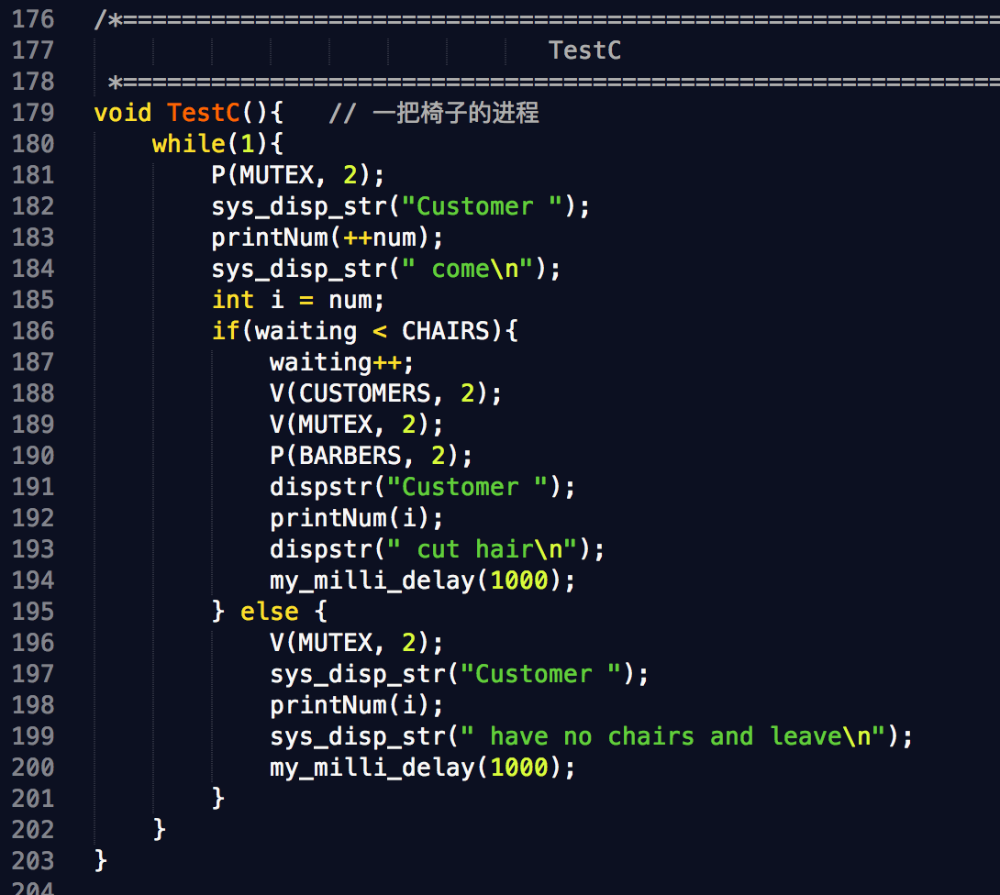 176 /*============================================================
177 TestC
178 *============================================================
179 void TestC(){ // 一把椅子的进程
180 while(1){
181 P(MUTEX, 2);
182 sys_disp_str("Customer ");
183 printNum(++num);
184 sys_disp_str(" come\n");
185 int i = num;
186 if(waiting < CHAIRS){
187 waiting++;
188 V(CUSTOMERS, 2);
189 V(MUTEX, 2);
190 P(BARBERS, 2);
191 dispstr("Customer ");
192 printNum(i);
193 dispstr(" cut hair\n");
194 my_milli_delay(1000);
195 } else {
196 V(MUTEX, 2);
197 sys_disp_str("Customer ");
198 printNum(i);
199 sys_disp_str(" have no chairs and leave\n");
200 my_milli_delay(1000);
201 }
202 }
203 }
204